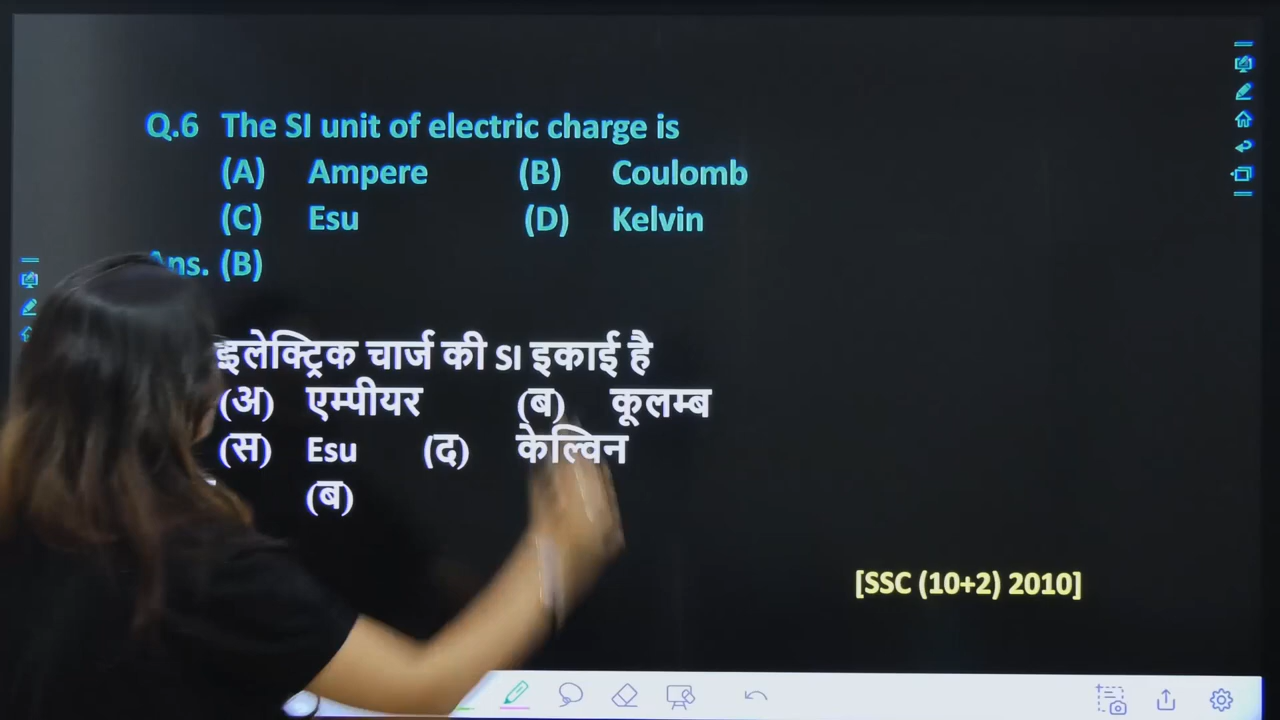 Q.6 The SI unit of electric charge is
(A) Ampere (B) Coulomb
(C) Esu (D) Kelvin
Ans. (B)
इलेक्ट्रिक चार्ज की SI इकाई है
(अ) एम्पीयर (ब) कूलम्ब
(स) Esu (द) केल्विन
(ब)
[SSC (10+2) 2010]